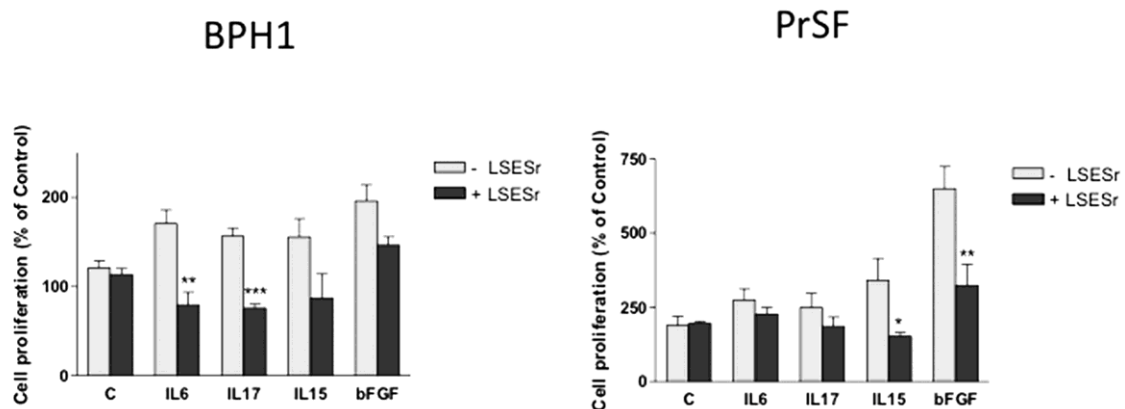 BPH1
Cell proliferation (% of Control)
200
100
0
**
***
C IL6 IL17 IL15 bFGF
- LSESr
+ LSESr
PrSF
Cell proliferation (% of Control)
750
500
250
0
*
**
C IL6 IL17 IL15 bFGF
- LSESr
+ LSESr